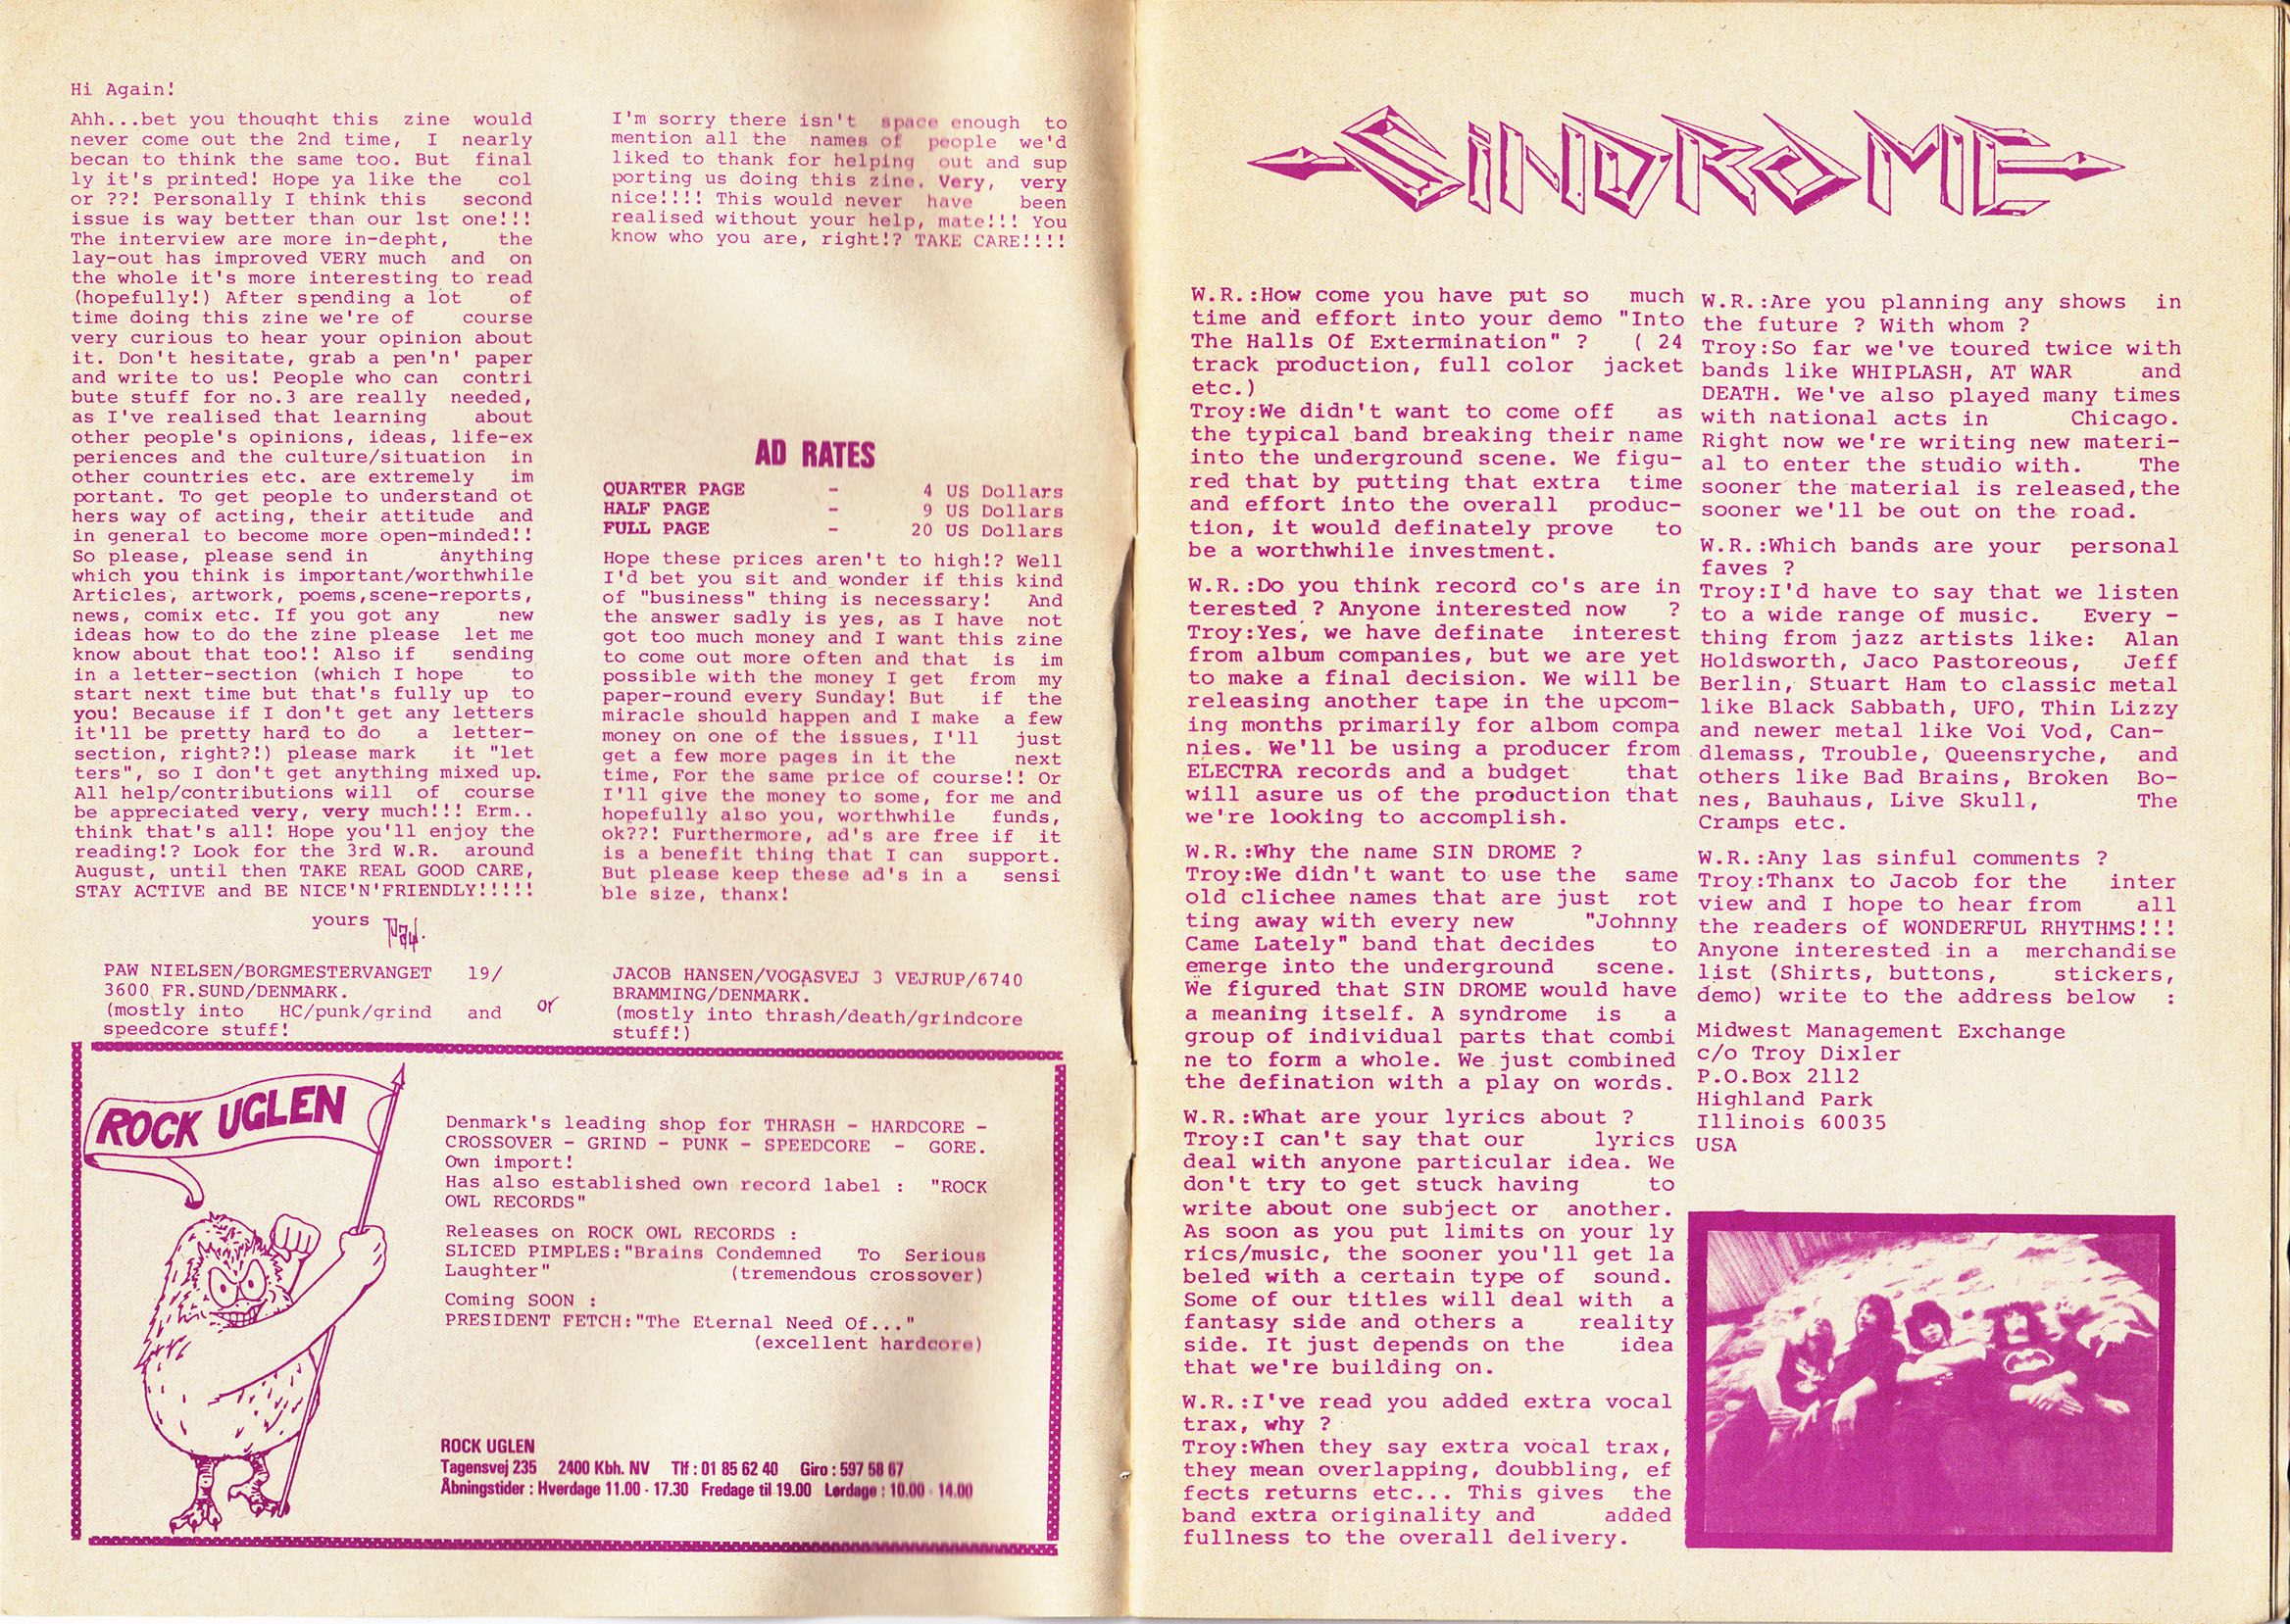 Hi Again!
Ahh...bet you thought this zine would
never come out the 2nd time, I nearly
becan to think the same too. But final
ly it's printed! Hope ya like the col
or ??! Personally I think this second
issue is way better than our 1st one!!!
The interview are more in-depht, the
lay-out has improved VERY much and on
the whole it's more interesting to read
(hopefully!) After spending a lot of
time doing this zine we're of course
very curious to hear your opinion about
it. Don't hesitate, grab a pen'n' paper
and write to us! People who can contri
bute stuff for no.3 are really needed,
as I've realised that learning about
other people's opinions, ideas, life-ex
periences and the culture/situation in
other countries etc. are extremely im
portant. To get people to understand ot
hers way of acting, their attitude and
in general to become more open-minded!!
So please, please send in anything
which you think is important/worthwhile
Articles, artwork, poems,scene-reports,
news, comix etc. If you got any new
ideas how to do the zine please let me
know about that too!! Also if sending
in a letter-section (which I hope to
start next time but that's fully up to
you! Because if I don't get any letters
it'll be pretty hard to do a letter-
section, right?!) please mark it "let
ters", so I don't get anything mixed up.
All help/contributions will of course
be appreciated very, very much!!! Erm..
think that's all! Hope you'll enjoy the
reading!? Look for the 3rd W.R. around
August, until then TAKE REAL GOOD CARE,
STAY ACTIVE and BE NICE'N'FRIENDLY!!!!!
yours Paw.
PAW NIELSEN/BORGMESTERVANGET 19/
3600 FR.SUND/DENMARK.
(mostly into HC/punk/grind and
speedcore stuff!
or
I'm sorry there isn't space enough to
mention all the names of people we'd
liked to thank for helping out and sup
porting us doing this zine. Very, very
nice!!!! This would never have been
realised without your help, mate!!! You
know who you are, right!? TAKE CARE!!!!
AD RATES
QUARTER PAGE - 4 US Dollars
HALF PAGE - 9 US Dollars
FULL PAGE - 20 US Dollars
Hope these prices aren't to high!? Well
I'd bet you sit and wonder if this kind
of "business" thing is necessary! And
the answer sadly is yes, as I have not
got too much money and I want this zine
to come out more often and that is im
possible with the money I get from my
paper-round every Sunday! But if the
miracle should happen and I make a few
money on one of the issues, I'll just
get a few more pages in it the next
time, For the same price of course!! Or
I'll give the money to some, for me and
hopefully also you, worthwhile funds,
ok??! Furthermore, ad's are free if it
is a benefit thing that I can support.
But please keep these ad's in a sensi
ble size, thanx!
JACOB HANSEN/VOGASVEJ 3 VEJRUP/6740
BRAMMING/DENMARK.
(mostly into thrash/death/grindcore
stuff!)
ROCK UGLEN
Denmark's leading shop for THRASH - HARDCORE -
CROSSOVER - GRIND - PUNK - SPEEDCORE - GORE.
Own import!
Has also established own record label : "ROCK
OWL RECORDS"
Releases on ROCK OWL RECORDS :
SLICED PIMPLES:"Brains Condemned To Serious
Laughter" (tremendous crossover)
Coming SOON :
PRESIDENT FETCH:"The Eternal Need Of..."
(excellent hardcore)
ROCK UGLEN
Tagensvej 235 2400 Kbh. NV Tlf : 01 85 62 40 Giro : 597 58 67
Åbningstider : Hverdage 11.00 - 17.30 Fredage til 19.00 Lørdage : 10.00 - 14.00
SINDROME
W.R.:How come you have put so much
time and effort into your demo "Into
The Halls Of Extermination" ? ( 24
track production, full color jacket
etc.)
Troy:We didn't want to come off as
the typical band breaking their name
into the underground scene. We figu-
red that by putting that extra time
and effort into the overall produc-
tion, it would definately prove to
be a worthwhile investment.
W.R.:Do you think record co's are in
terested ? Anyone interested now ?
Troy:Yes, we have definate interest
from album companies, but we are yet
to make a final decision. We will be
releasing another tape in the upcom-
ing months primarily for albom compa
nies. We'll be using a producer from
ELECTRA records and a budget that
will asure us of the production that
we're looking to accomplish.
W.R.:Why the name SIN DROME ?
Troy:We didn't want to use the same
old clichee names that are just rot
ting away with every new "Johnny
Came Lately" band that decides to
emerge into the underground scene.
We figured that SIN DROME would have
a meaning itself. A syndrome is a
group of individual parts that combi
ne to form a whole. We just combined
the defination with a play on words.
W.R.:What are your lyrics about ?
Troy:I can't say that our lyrics
deal with anyone particular idea. We
don't try to get stuck having to
write about one subject or another.
As soon as you put limits on your ly
rics/music, the sooner you'll get la
beled with a certain type of sound.
Some of our titles will deal with a
fantasy side and others a reality
side. It just depends on the idea
that we're building on.
W.R.:I've read you added extra vocal
trax, why ?
Troy:When they say extra vocal trax,
they mean overlapping, doubbling, ef
fects returns etc... This gives the
band extra originality and added
fullness to the overall delivery.
W.R.:Are you planning any shows in
the future ? With whom ?
Troy:So far we've toured twice with
bands like WHIPLASH, AT WAR and
DEATH. We've also played many times
with national acts in Chicago.
Right now we're writing new materi-
al to enter the studio with. The
sooner the material is released,the
sooner we'll be out on the road.
W.R.:Which bands are your personal
faves ?
Troy:I'd have to say that we listen
to a wide range of music. Every -
thing from jazz artists like: Alan
Holdsworth, Jaco Pastoreous, Jeff
Berlin, Stuart Ham to classic metal
like Black Sabbath, UFO, Thin Lizzy
and newer metal like Voi Vod, Can-
dlemass, Trouble, Queensryche, and
others like Bad Brains, Broken Bo-
nes, Bauhaus, Live Skull, The
Cramps etc.
W.R.:Any las sinful comments ?
Troy:Thanx to Jacob for the inter
view and I hope to hear from all
the readers of WONDERFUL RHYTHMS!!!
Anyone interested in a merchandise
list (Shirts, buttons, stickers,
demo) write to the address below :
Midwest Management Exchange
c/o Troy Dixler
P.O.Box 2112
Highland Park
Illinois 60035
USA